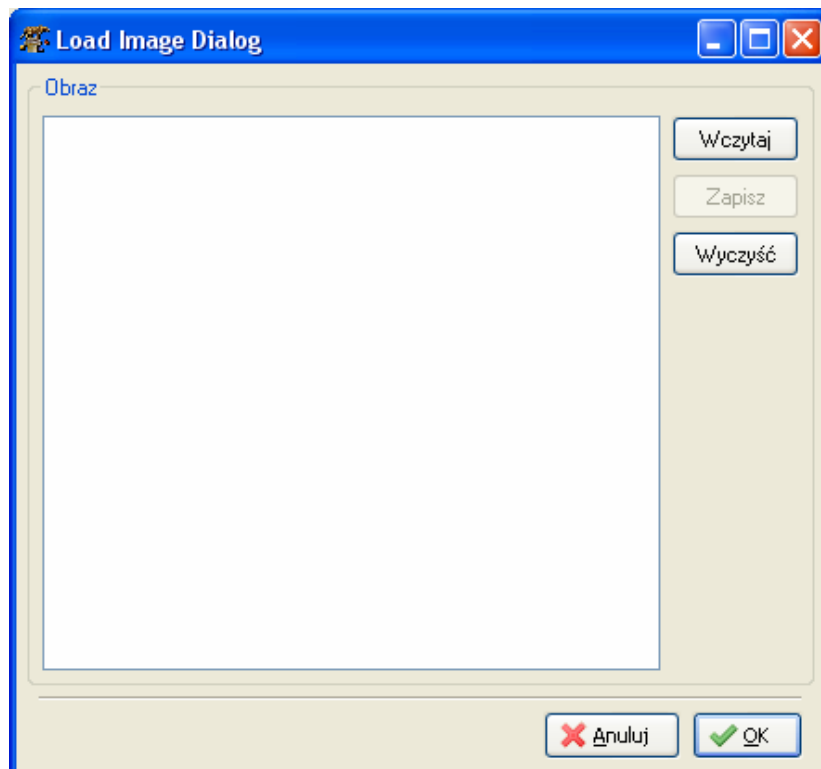 Load Image Dialog
Obraz
Wczytaj
Zapisz
Wyczyść
Anuluj
OK